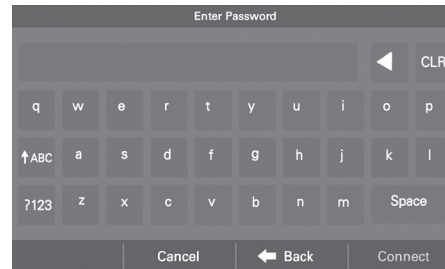 Enter Password
CLR
q w e r t y u i o p
ABC a s d f g h j k l
?123 z x c v b n m Space
Cancel Back Connect